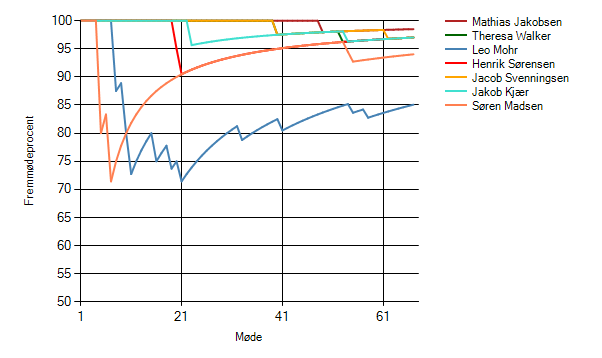 Fremmødeprocent
100
95
90
85
80
75
70
65
60
55
50
1 21 41 61
Møde
Mathias Jakobsen
Theresa Walker
Leo Mohr
Henrik Sørensen
Jacob Svenningsen
Jakob Kjær
Søren Madsen